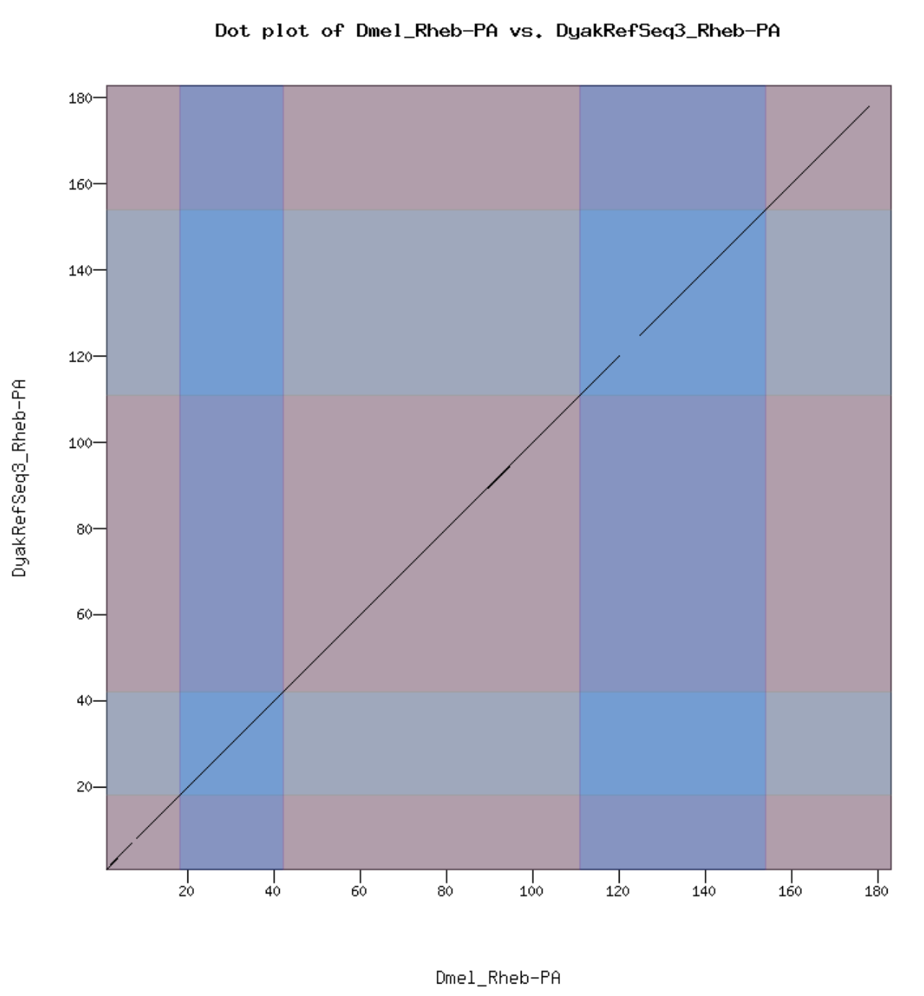 Dot plot of Dmel_Rheb-PA vs. DyakRefSeq3_Rheb-PA
180
160
140
120
100
80
60
40
20
DyakRefSeq3_Rheb-PA
20 40 60 80 100 120 140 160 180
Dmel_Rheb-PA